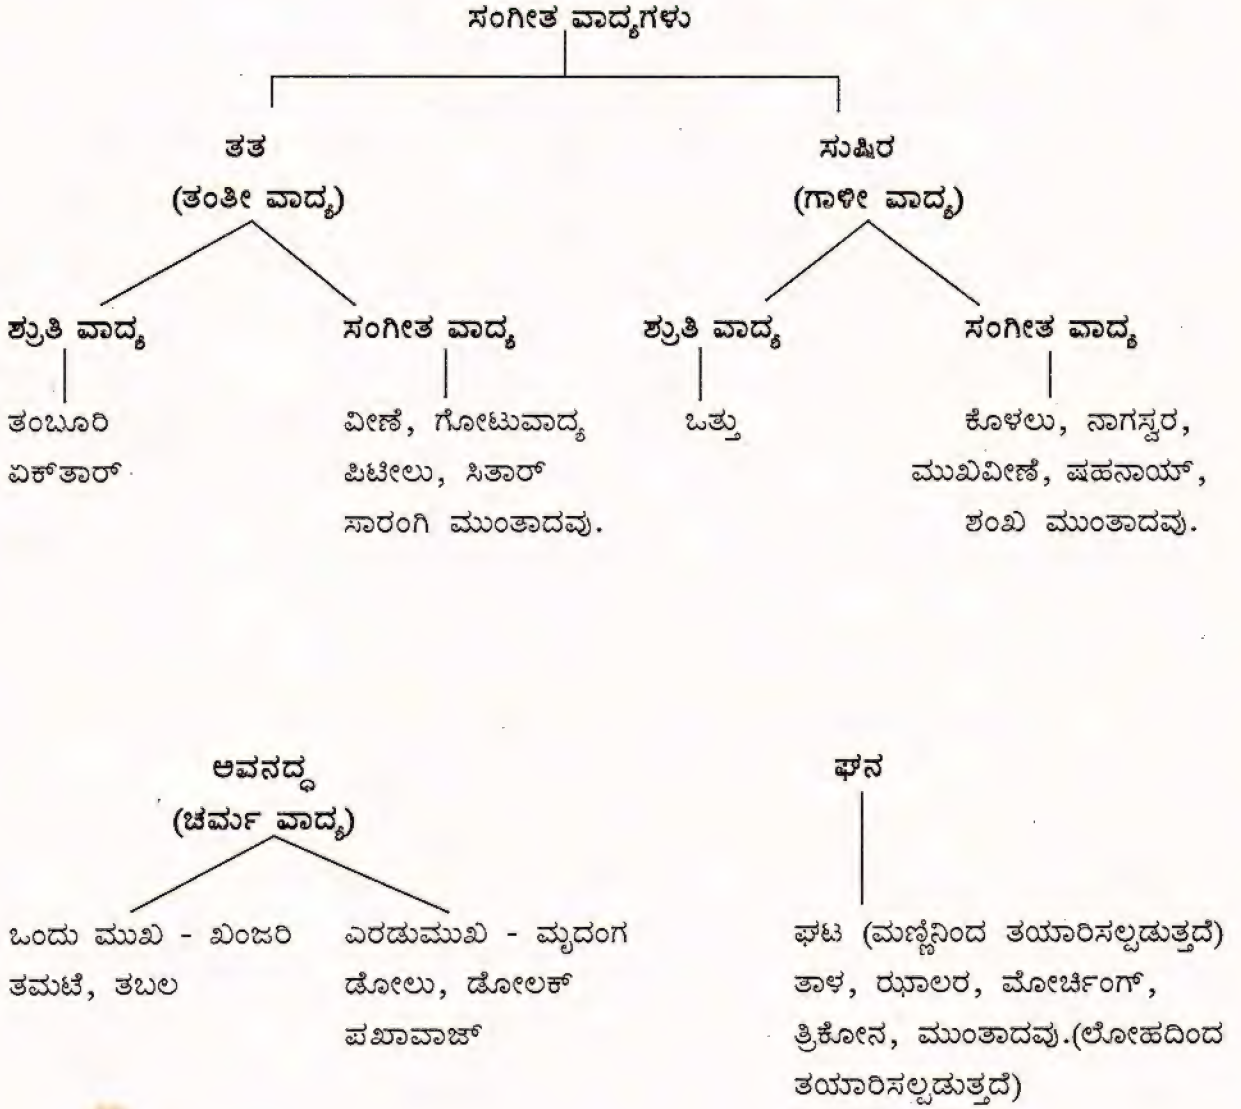 ಸಂಗೀತ ವಾದ್ಯಗಳು
ತತ
(ತಂತೀ ವಾದ್ಯ)
ಸುಷಿರ
(ಗಾಳೀ ವಾದ್ಯ)
ಶ್ರುತಿ ವಾದ್ಯ
ಸಂಗೀತ ವಾದ್ಯ
ಶ್ರುತಿ ವಾದ್ಯ
ಸಂಗೀತ ವಾದ್ಯ
ತಂಬೂರಿ
ಏಕ್‌ತಾರ್
ವೀಣೆ, ಗೋಟುವಾದ್ಯ
ಪಿಟೀಲು, ಸಿತಾರ್
ಸಾರಂಗಿ ಮುಂತಾದವು.
ಒತ್ತು
ಕೊಳಲು, ನಾಗಸ್ವರ,
ಮುಖವೀಣೆ, ಷಹನಾಯ್,
ಶಂಖ ಮುಂತಾದವು.
ಅವನದ್ಧ
(ಚರ್ಮ ವಾದ್ಯ)
ಒಂದು ಮುಖ - ಖಂಜರಿ
ತಮಟೆ, ತಬಲ
ಎರಡುಮುಖ - ಮೃದಂಗ
ಡೋಲು, ಡೋಲಕ್
ಪಖಾವಾಜ್
ಘನ
ಘಟ (ಮಣ್ಣಿನಿಂದ ತಯಾರಿಸಲ್ಪಡುತ್ತದೆ)
ತಾಳ, ಝಾಲರ, ಮೋರ್ಚಿಂಗ್,
ತ್ರಿಕೋನ, ಮುಂತಾದವು.(ಲೋಹದಿಂದ
ತಯಾರಿಸಲ್ಪಡುತ್ತದೆ)